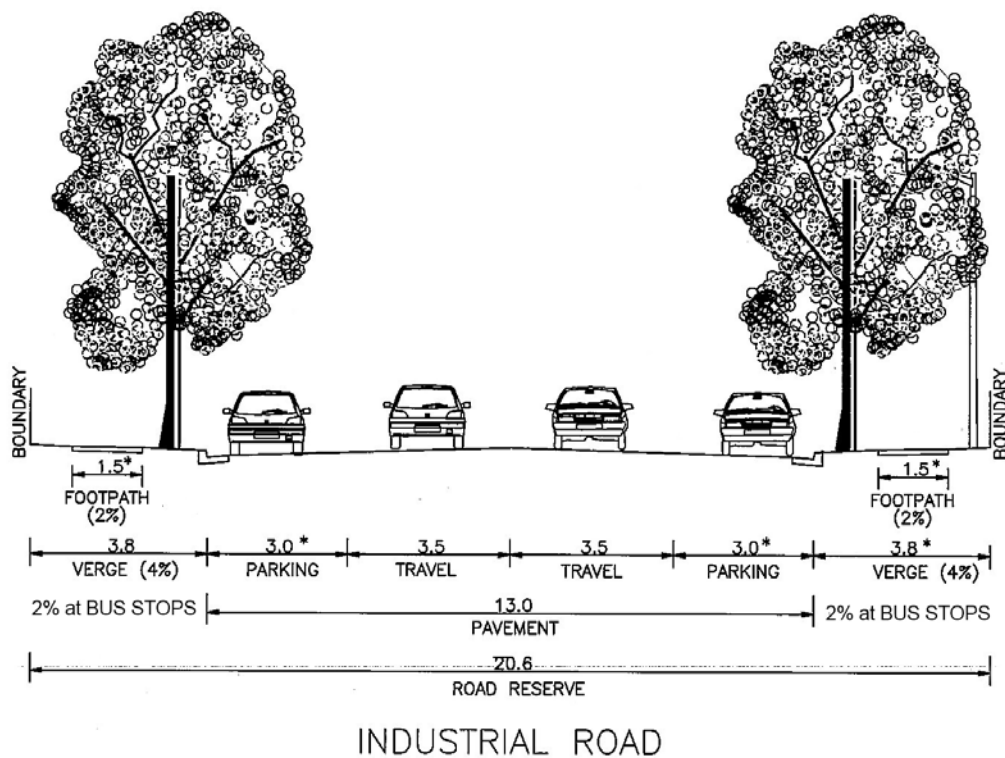 BOUNDARY
BOUNDARY
1.5*
FOOTPATH
(2%)
1.5*
FOOTPATH
(2%)
3.8
VERGE (4%)
3.0*
PARKING
3.5
TRAVEL
3.5
TRAVEL
3.0*
PARKING
3.8*
VERGE (4%)
2% at BUS STOPS
13.0
PAVEMENT
2% at BUS STOPS
20.6
ROAD RESERVE
INDUSTRIAL ROAD